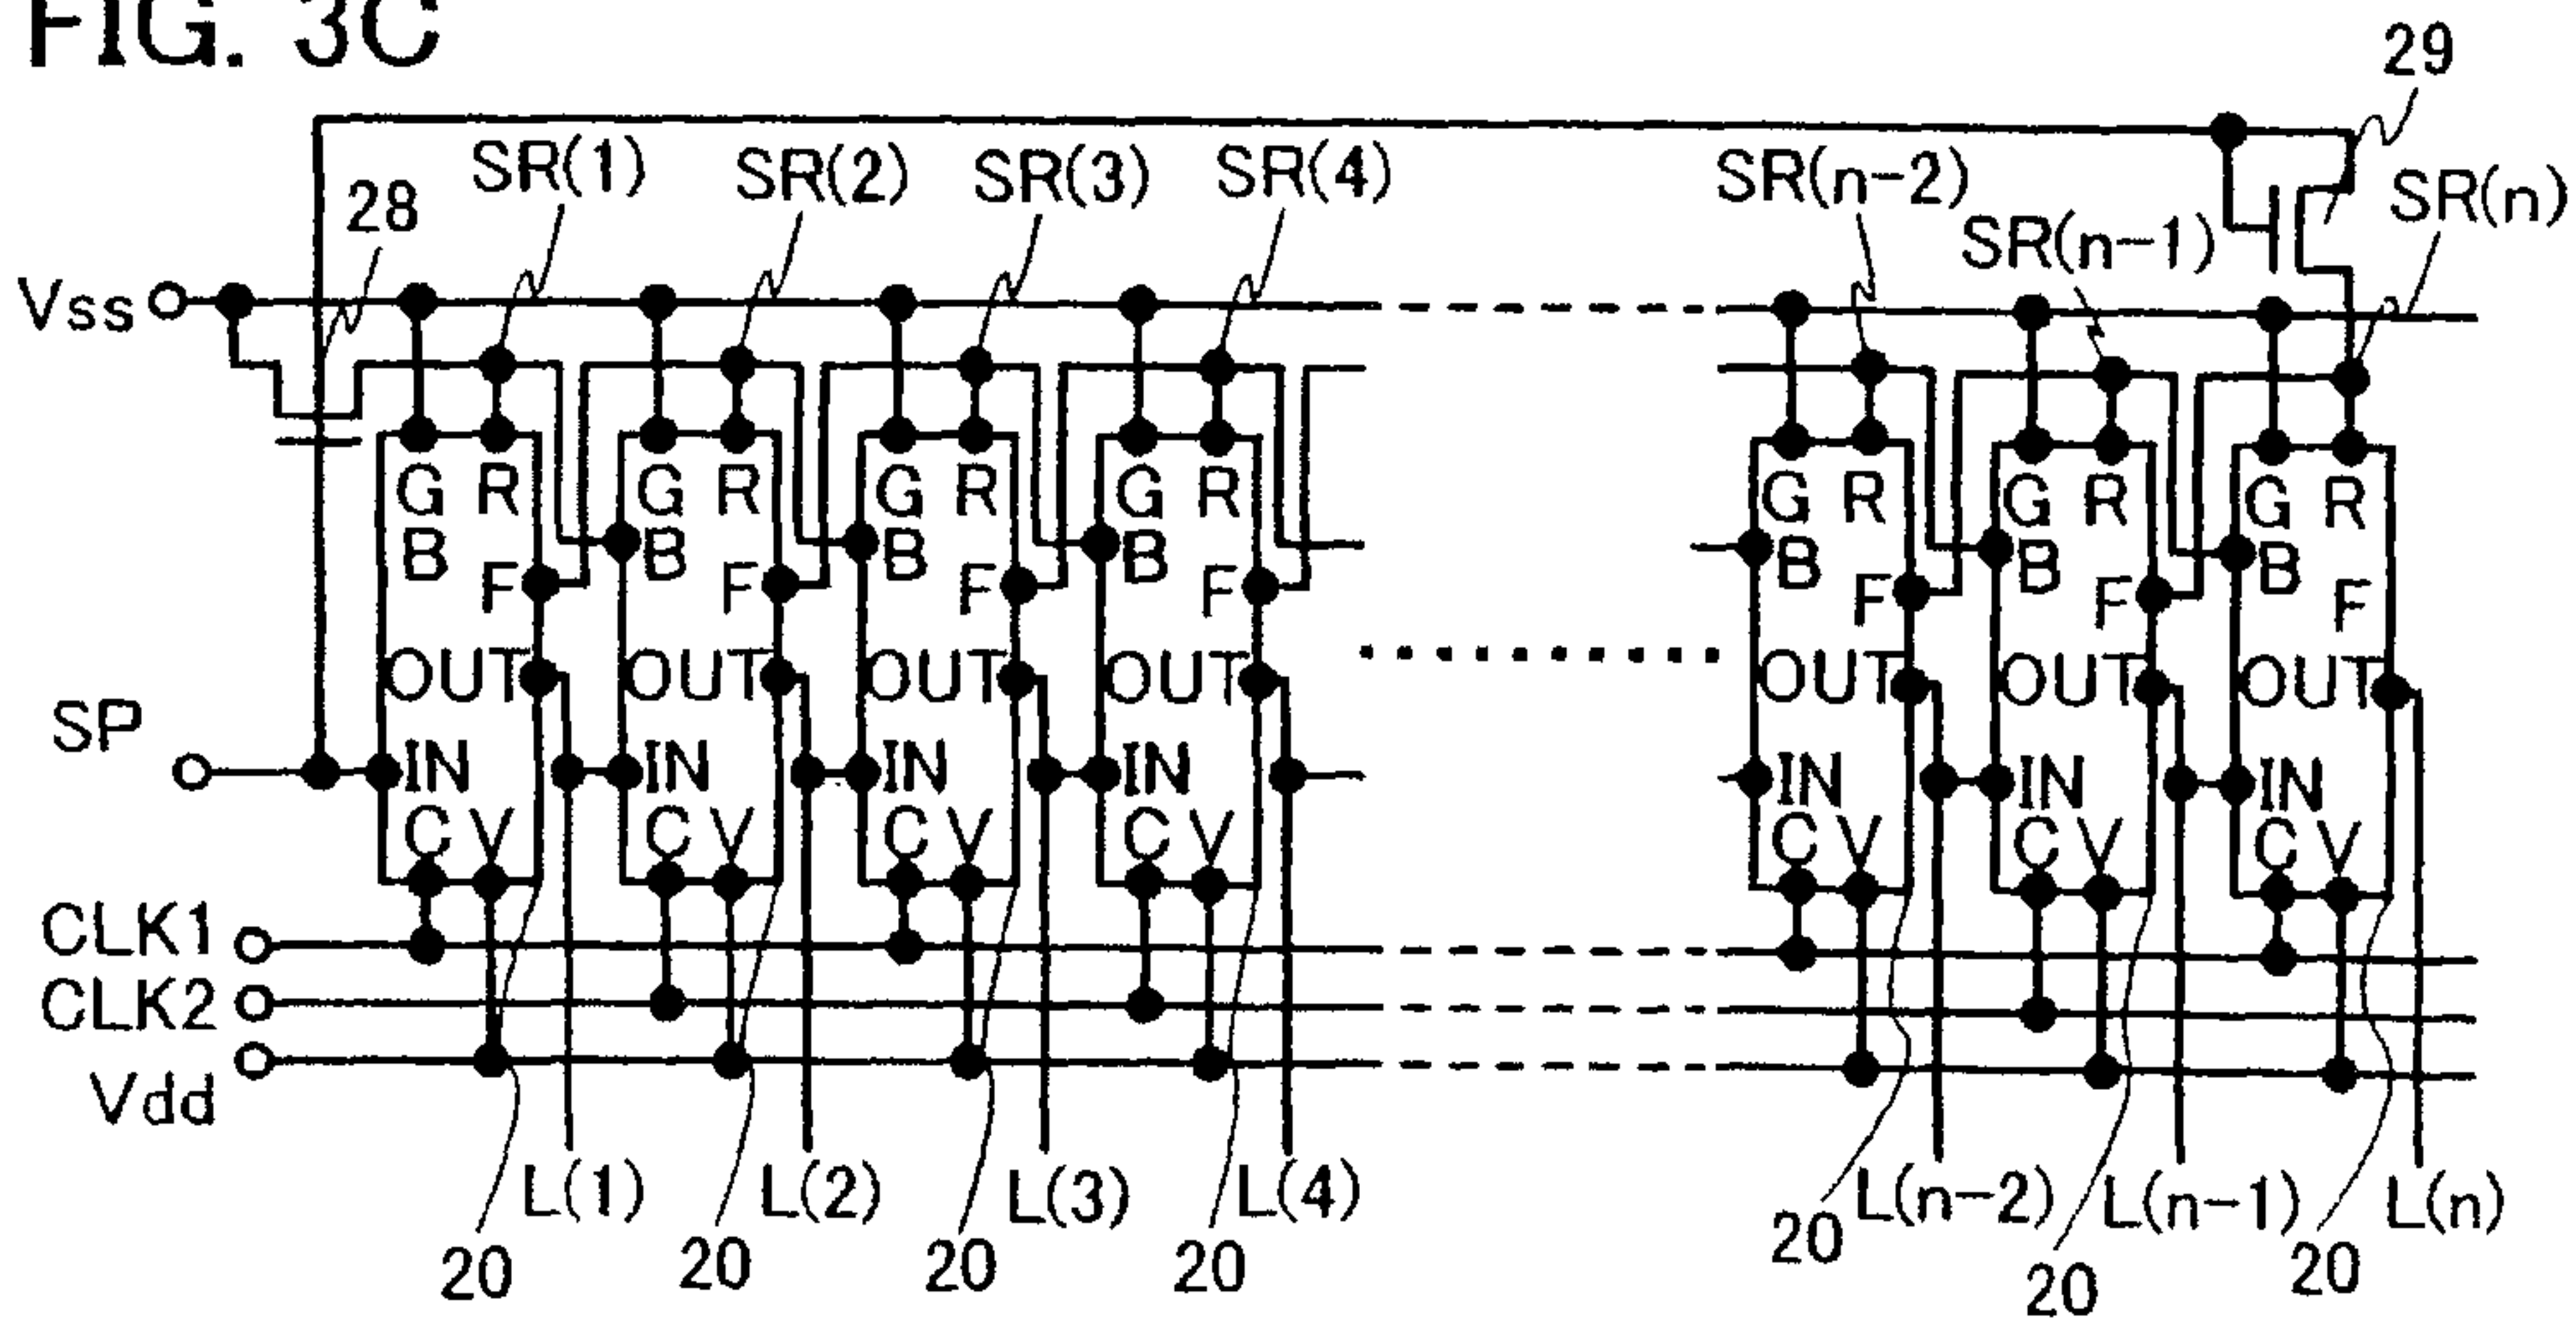 FIG. 3C
29
SR(1) SR(2) SR(3) SR(4) SR(n-2) SR(n-1) SR(n)
28
Vss
G R G R G R G R G R G R G R
B B B B B B B
F F F F F F F
OUT OUT OUT OUT OUT OUT OUT
SP
IN IN IN IN IN IN IN
C V C V C V C V C V C V C V
CLK1
CLK2
Vdd
L(1) L(2) L(3) L(4) L(n-2) L(n-1) L(n)
20 20 20 20 20 20 20